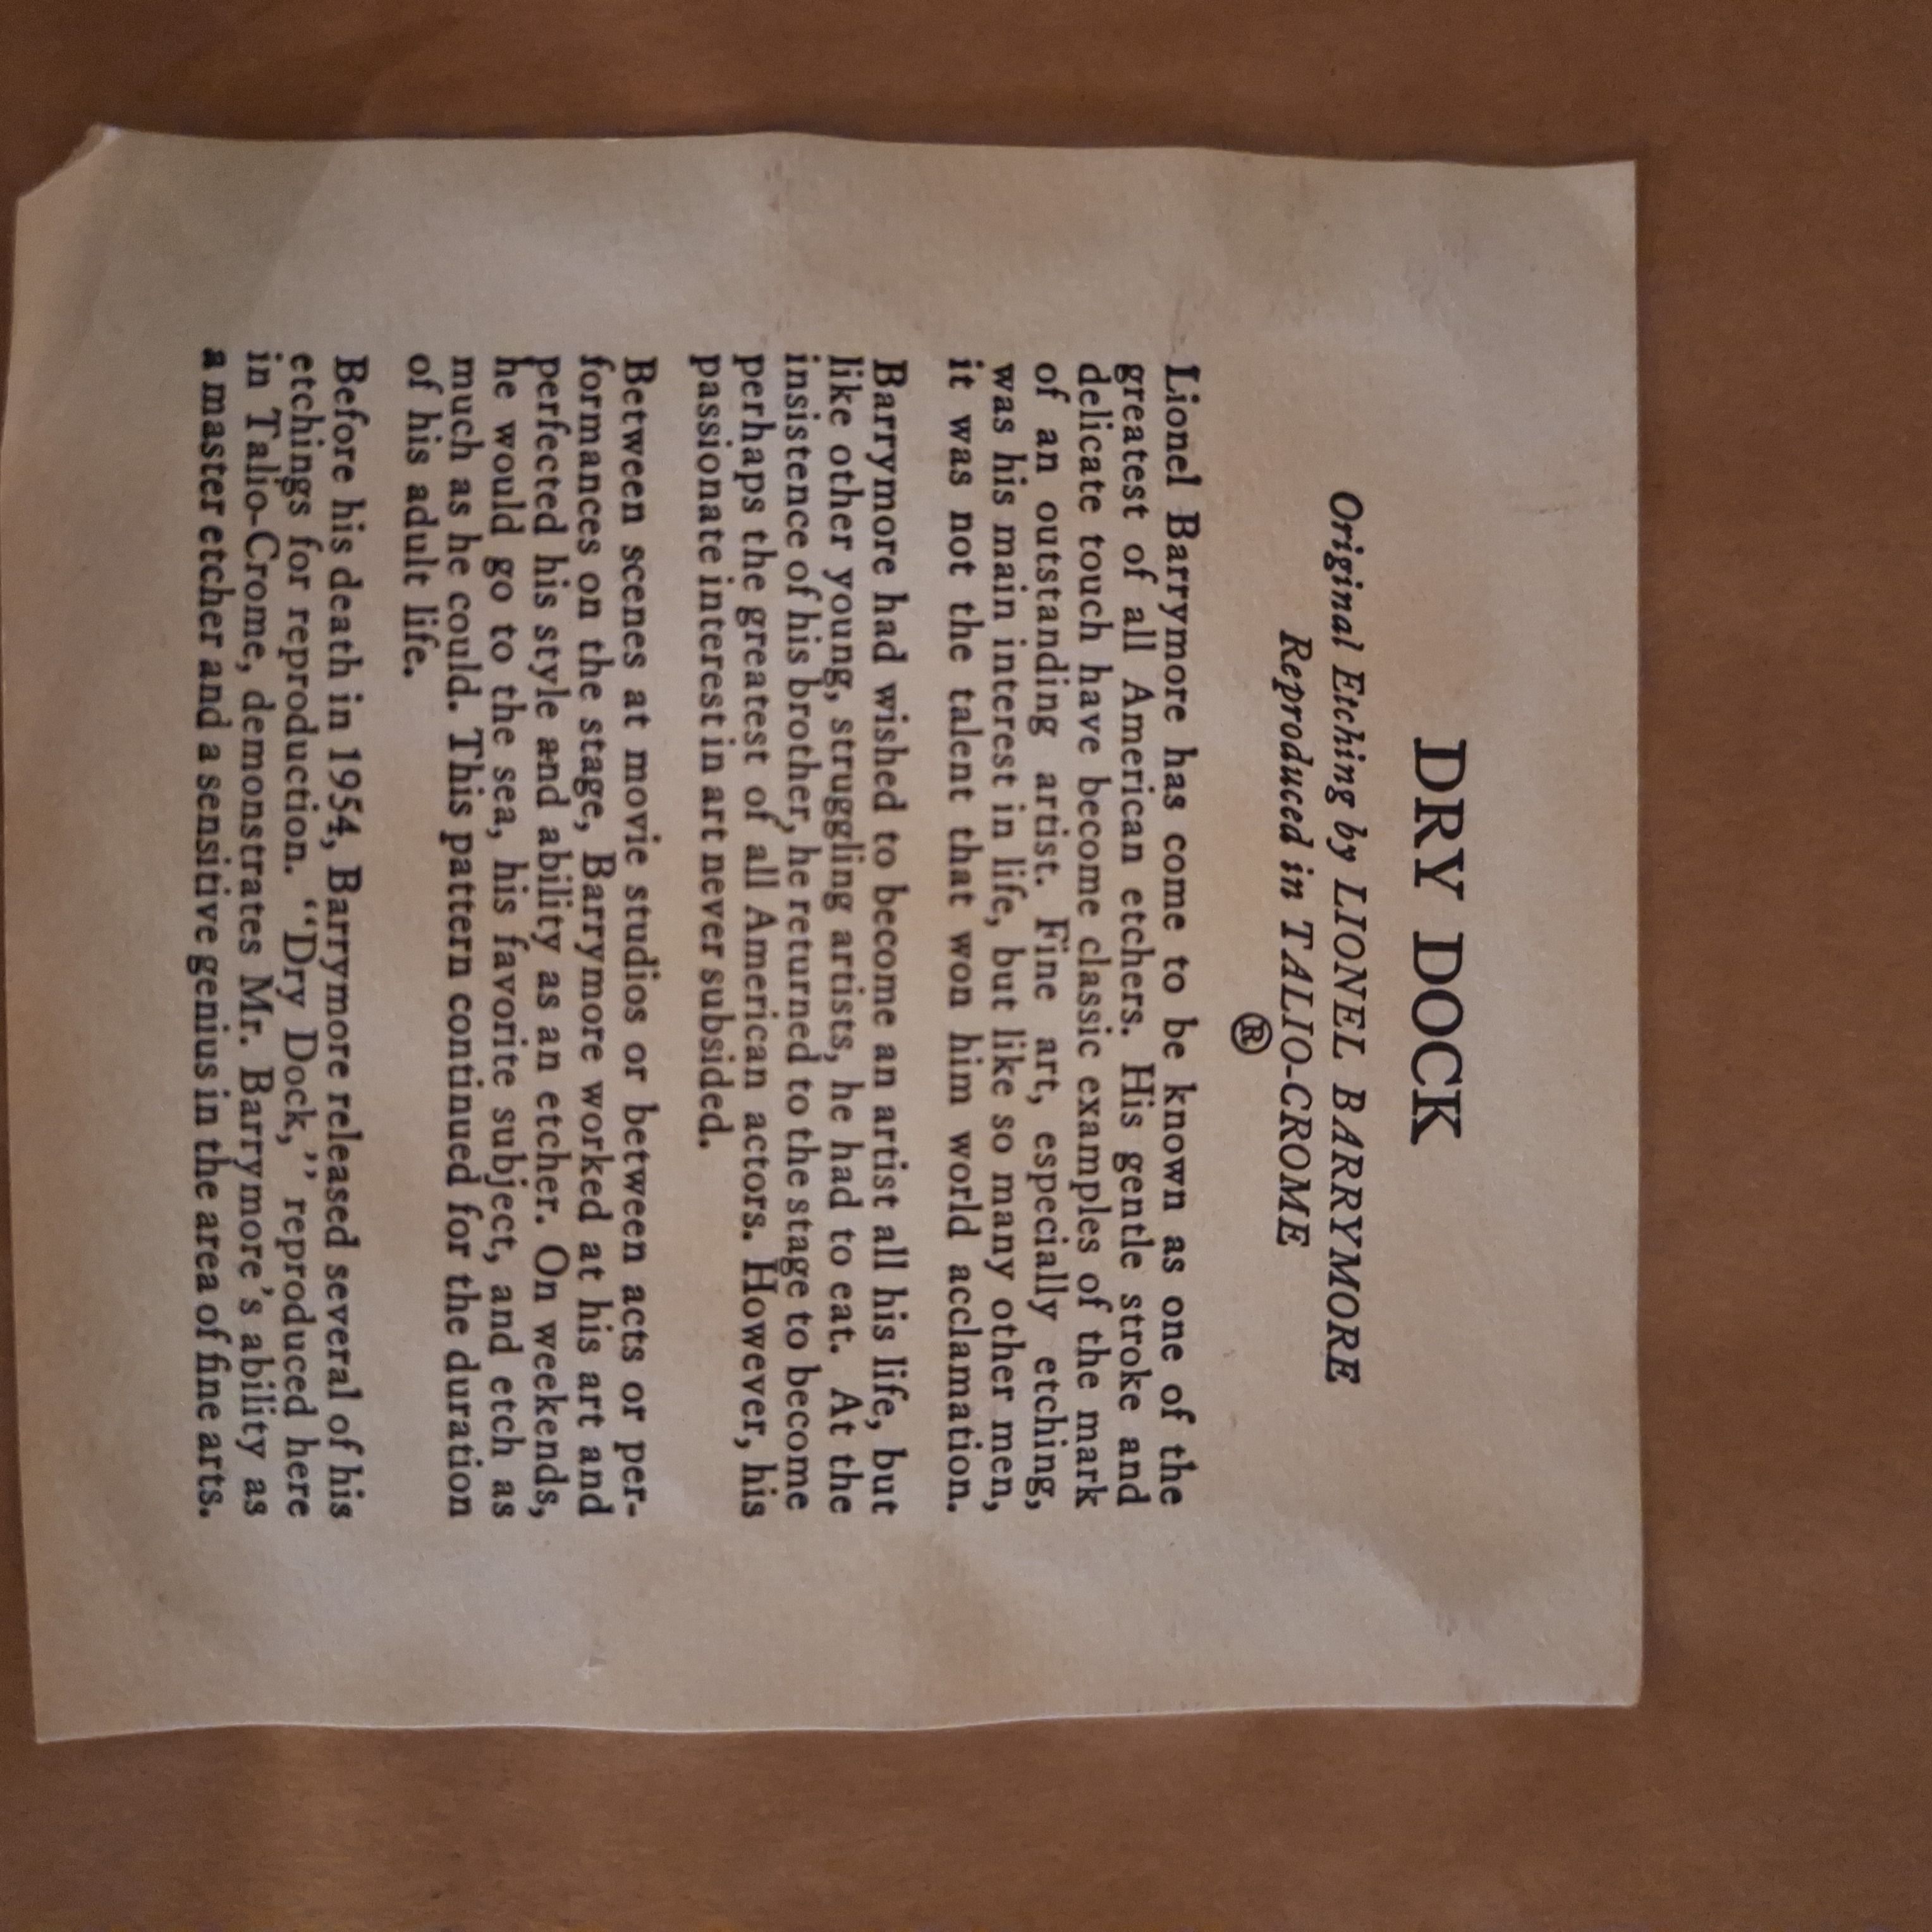 DRY DOCK
Original Etching by LIONEL BARRYMORE
Reproduced in TALIO-CROME
®
Lionel Barrymore has come to be known as one of the
greatest of all American etchers. His gentle stroke and
delicate touch have become classic examples of the mark
of an outstanding artist. Fine art, especially etching,
was his main interest in life, but like so many other men,
it was not the talent that won him world acclamation.
Barrymore had wished to become an artist all his life, but
like other young, struggling artists, he had to eat. At the
insistence of his brother, he returned to the stage to become
perhaps the greatest of all American actors. However, his
passionate interest in art never subsided.
Between scenes at movie studios or between acts or per-
formances on the stage, Barrymore worked at his art and
perfected his style and ability as an etcher. On weekends,
he would go to the sea, his favorite subject, and etch as
much as he could. This pattern continued for the duration
of his adult life.
Before his death in 1954, Barrymore released several of his
etchings for reproduction. “Dry Dock,” reproduced here
in Talio-Crome, demonstrates Mr. Barrymore’s ability as
a master etcher and a sensitive genius in the area of fine arts.